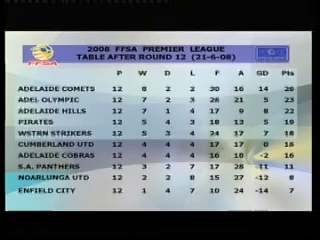 2008 FFSA PREMIER LEAGUE
TABLE AFTER ROUND 12 (21-6-08)
FFSA
P W D L F A GD Pts
ADELAIDE COMETS 12 8 2 2 30 16 14 26
ADEL OLYMPIC 12 7 2 3 26 21 5 23
ADELAIDE HILLS 12 7 1 4 17 9 8 22
PIRATES 12 5 4 3 18 13 5 19
WSTRN STRIKERS 12 5 3 4 24 17 7 18
CUMBERLAND UTD 12 4 4 4 17 17 0 16
ADELAIDE COBRAS 12 4 4 4 16 18 -2 16
S.A. PANTHERS 12 3 2 7 17 28 -11 11
NOARLUNGA UTD 12 2 2 8 15 27 -12 8
ENFIELD CITY 12 1 4 7 10 24 -14 7